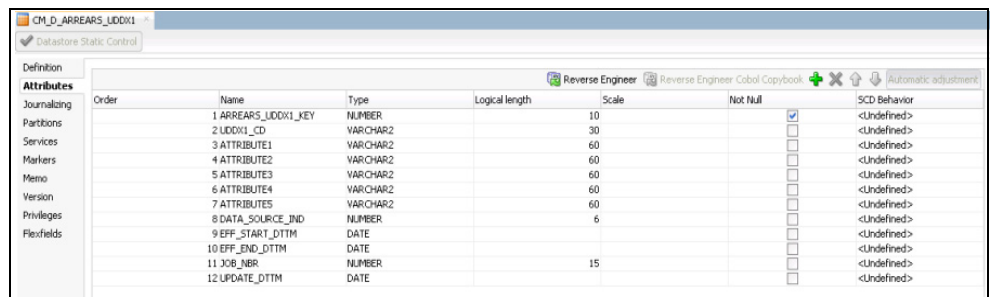 CM_D_ARREARS_UDDX1
Datastore Static Control
Definition
Attributes
Journalizing
Partitions
Services
Markers
Memo
Version
Privileges
Flexfields
Reverse Engineer Reverse Engineer Cobol Copybook Automatic adjustment
Order Name Type Logical length Scale Not Null SCD Behavior
1 ARREARS_UDDX1_KEY NUMBER 10 <Undefined>
2 UDDX1_CD VARCHAR2 30 <Undefined>
3 ATTRIBUTE1 VARCHAR2 60 <Undefined>
4 ATTRIBUTE2 VARCHAR2 60 <Undefined>
5 ATTRIBUTE3 VARCHAR2 60 <Undefined>
6 ATTRIBUTE4 VARCHAR2 60 <Undefined>
7 ATTRIBUTE5 VARCHAR2 60 <Undefined>
8 DATA_SOURCE_IND NUMBER 6 <Undefined>
9 EFF_START_DTTM DATE <Undefined>
10 EFF_END_DTTM DATE <Undefined>
11 JOB_NBR NUMBER 15 <Undefined>
12 UPDATE_DTTM DATE <Undefined>